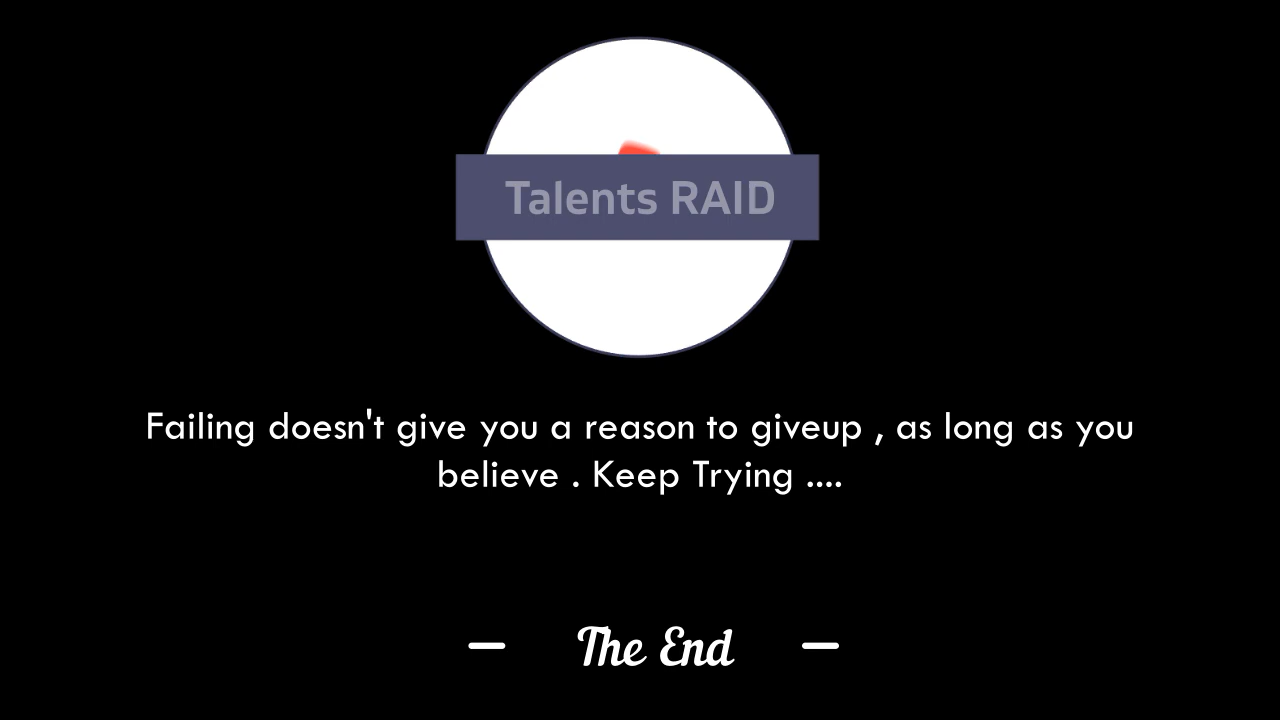 Talents RAID
Failing doesn't give you a reason to giveup , as long as you
believe . Keep Trying ....
— The End —